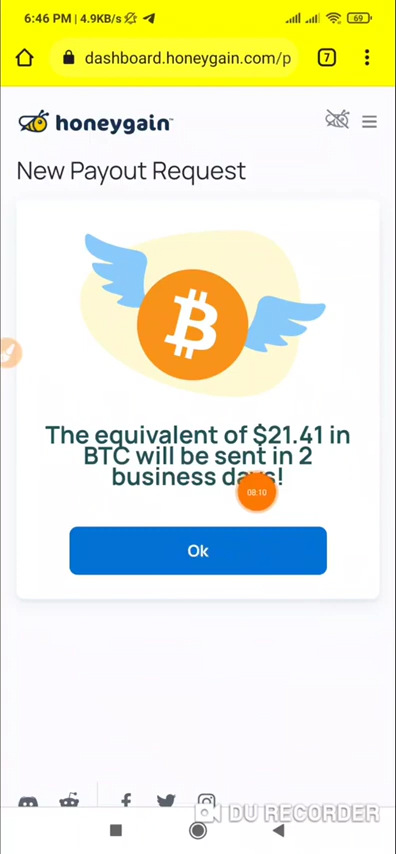 6:46 PM | 4.9KB/s
69
dashboard.honeygain.com/p
7
honeygain
New Payout Request
The equivalent of $21.41 in
BTC will be sent in 2
business days!
08:10
Ok
DU RECORDER